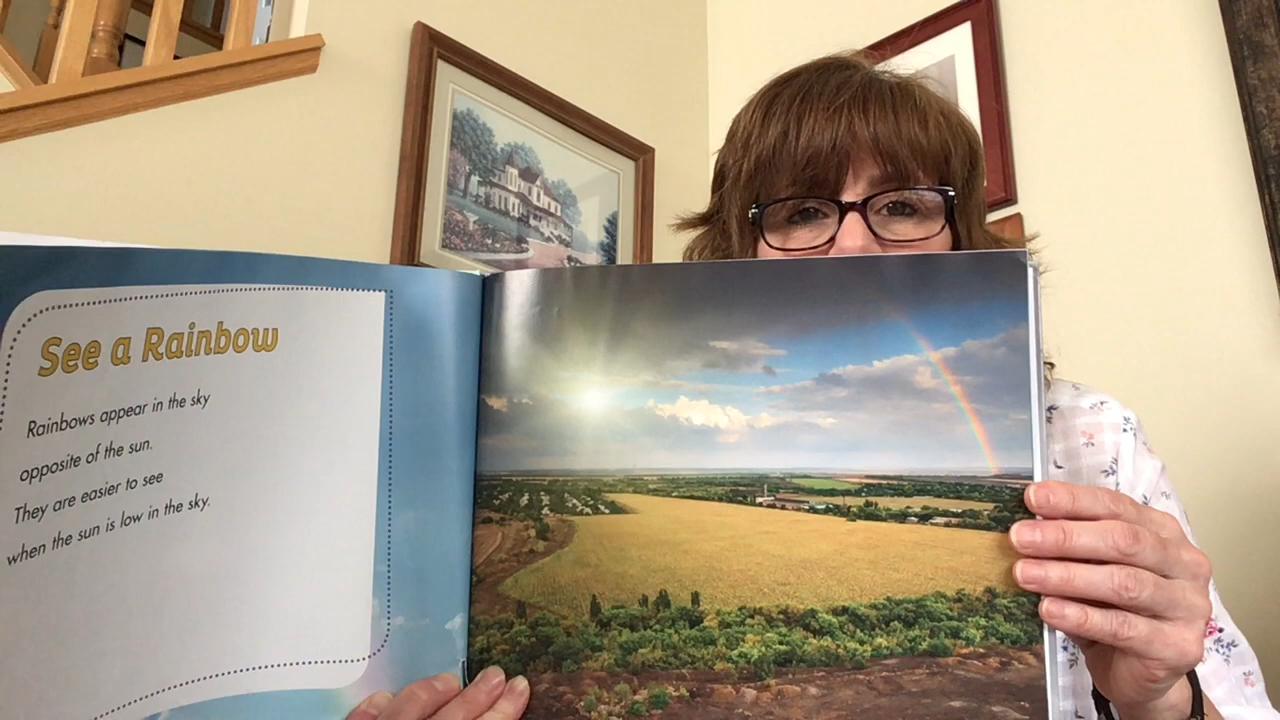 See a Rainbow
Rainbows appear in the sky
opposite of the sun.
They are easier to see
when the sun is low in the sky.